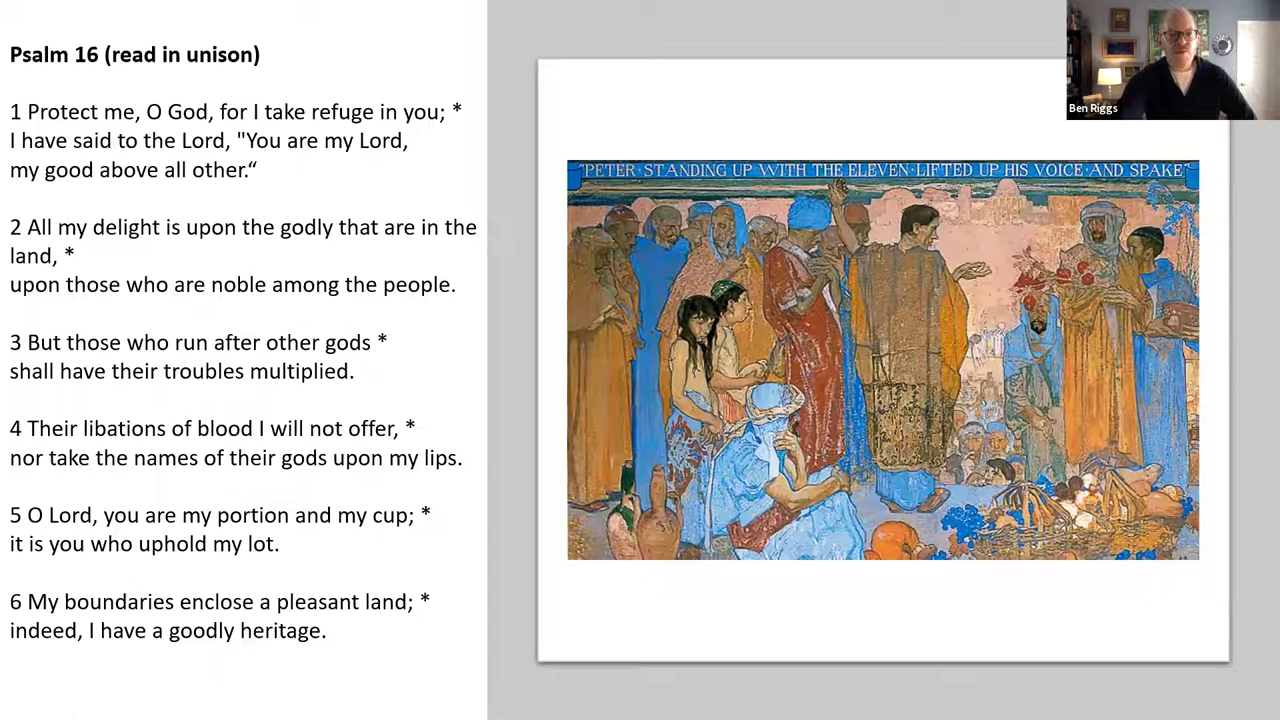 Psalm 16 (read in unison)
1 Protect me, O God, for I take refuge in you; *
I have said to the Lord, "You are my Lord,
my good above all other.“
2 All my delight is upon the godly that are in the
land, *
upon those who are noble among the people.
3 But those who run after other gods *
shall have their troubles multiplied.
4 Their libations of blood I will not offer, *
nor take the names of their gods upon my lips.
5 O Lord, you are my portion and my cup; *
it is you who uphold my lot.
6 My boundaries enclose a pleasant land; *
indeed, I have a goodly heritage.
"PETER·STANDING UP WITH THE ELEVEN·LIFTED UP HIS VOICE·AND SPAKE"
Ben Riggs